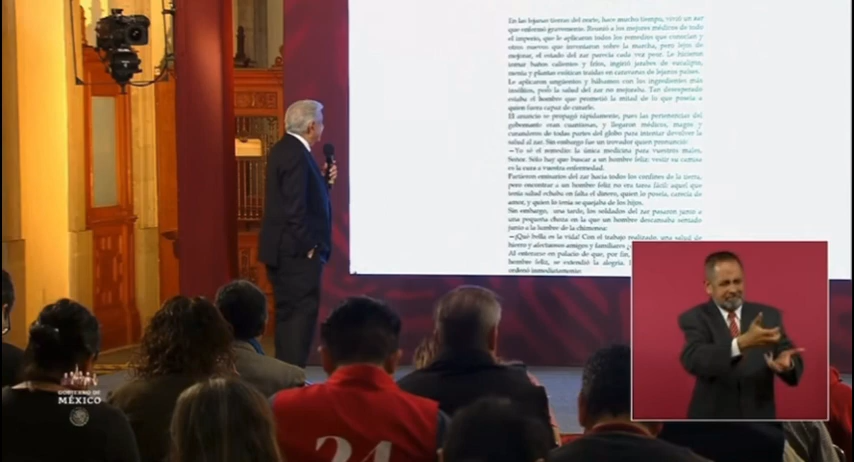 En las lejanas tierras del norte, hace mucho tiempo, vivió un zar
que enfermó gravemente. Reunió a los mejores médicos de todo
el imperio, que le aplicaron todos los remedios que conocían y
otros nuevos que inventaron sobre la marcha, pero lejos de
mejorar, el estado del zar parecía cada vez peor. Le hicieron
tomar baños calientes y fríos, ingirió jarabes de eucalipto,
menta y plantas exóticas traídas en caravanas de lejanos países.
Le aplicaron ungüentos y bálsamos con los ingredientes más
insólitos, pero la salud del zar no mejoraba. Tan desesperado
estaba el hombre que prometió la mitad de lo que poseía a
quien fuera capaz de curarle.
El anuncio se propagó rápidamente, pues las pertenencias del
gobernante eran cuantiosas, y llegaron médicos, magos y
curanderos de todas partes del globo para intentar devolver la
salud al zar. Sin embargo fue un trovador quien pronunció:
—Yo sé el remedio: la única medicina para vuestros males,
Señor. Sólo hay que buscar a un hombre feliz: vestir su camisa
es la cura a vuestra enfermedad.
Partieron emisarios del zar hacia todos los confines de la tierra,
pero encontrar a un hombre feliz no era tarea fácil: aquel que
tenía salud echaba en falta el dinero, quien lo poseía, carecía de
amor, y quien lo tenía se quejaba de los hijos.
Sin embargo, una tarde, los soldados del zar pasaron junto a
una pequeña choza en la que un hombre descansaba sentado
junto a la lumbre de la chimenea:
—¡Qué bella es la vida! Con el trabajo realizado, una salud de
hierro y afectuosos amigos y familiares ¿
Al enterarse en palacio de que, por fin,
hombre feliz, se extendió la alegría.
ordenó inmediatamente:
GOBIERNO DE
MÉXICO
24